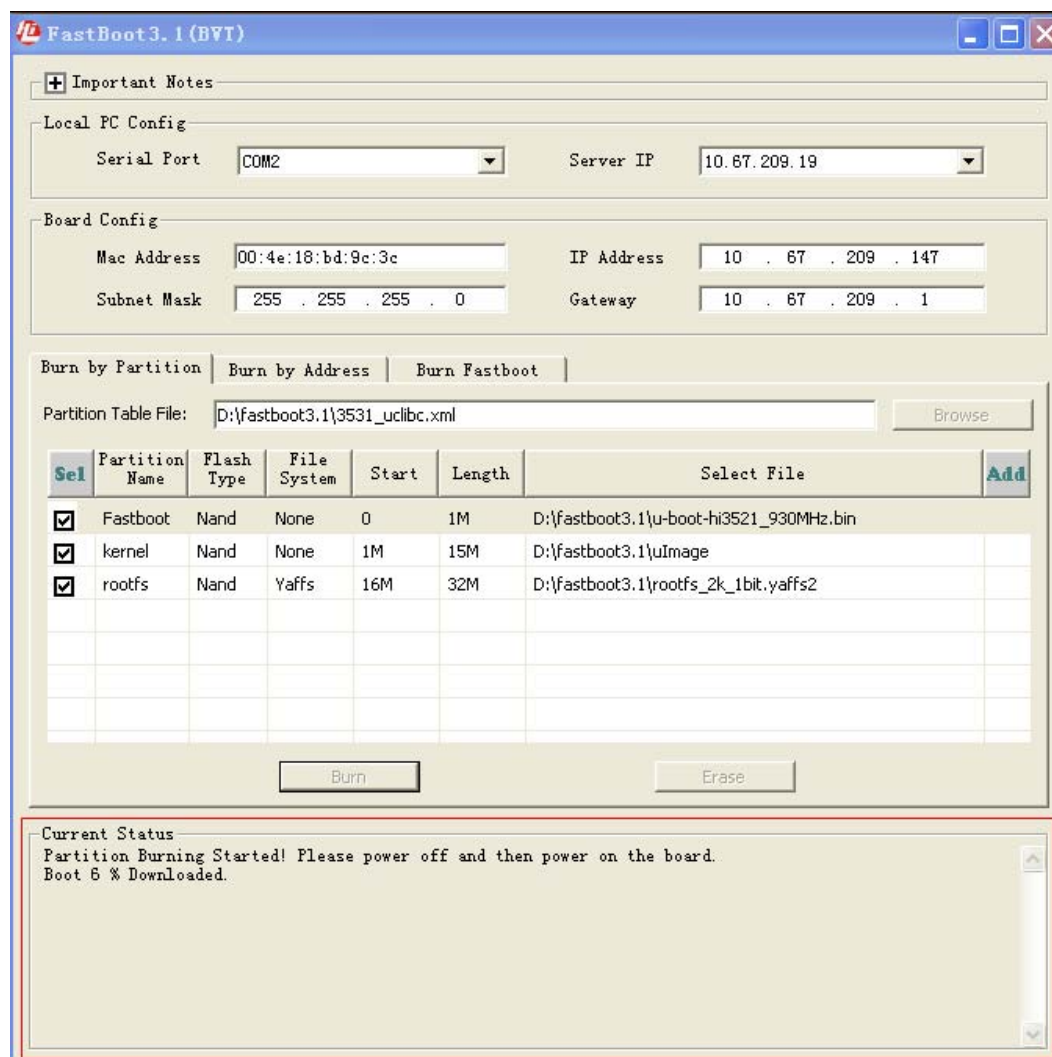 FastBoot3.1(BVT)
Important Notes
Local PC Config
Serial Port COM2 Server IP 10.67.209.19
Board Config
Mac Address 00:4e:18:bd:9c:3c IP Address 10 . 67 . 209 . 147
Subnet Mask 255 . 255 . 255 . 0 Gateway 10 . 67 . 209 . 1
Burn by Partition Burn by Address Burn Fastboot
Partition Table File: D:\fastboot3.1\3531_uclibc.xml Browse
Sel Partition Name Flash Type File System Start Length Select File Add
Fastboot Nand None 0 1M D:\fastboot3.1\u-boot-hi3521_930MHz.bin
kernel Nand None 1M 15M D:\fastboot3.1\uImage
rootfs Nand Yaffs 16M 32M D:\fastboot3.1\rootfs_2k_1bit.yaffs2
Burn Erase
Current Status
Partition Burning Started! Please power off and then power on the board.
Boot 6 % Downloaded.